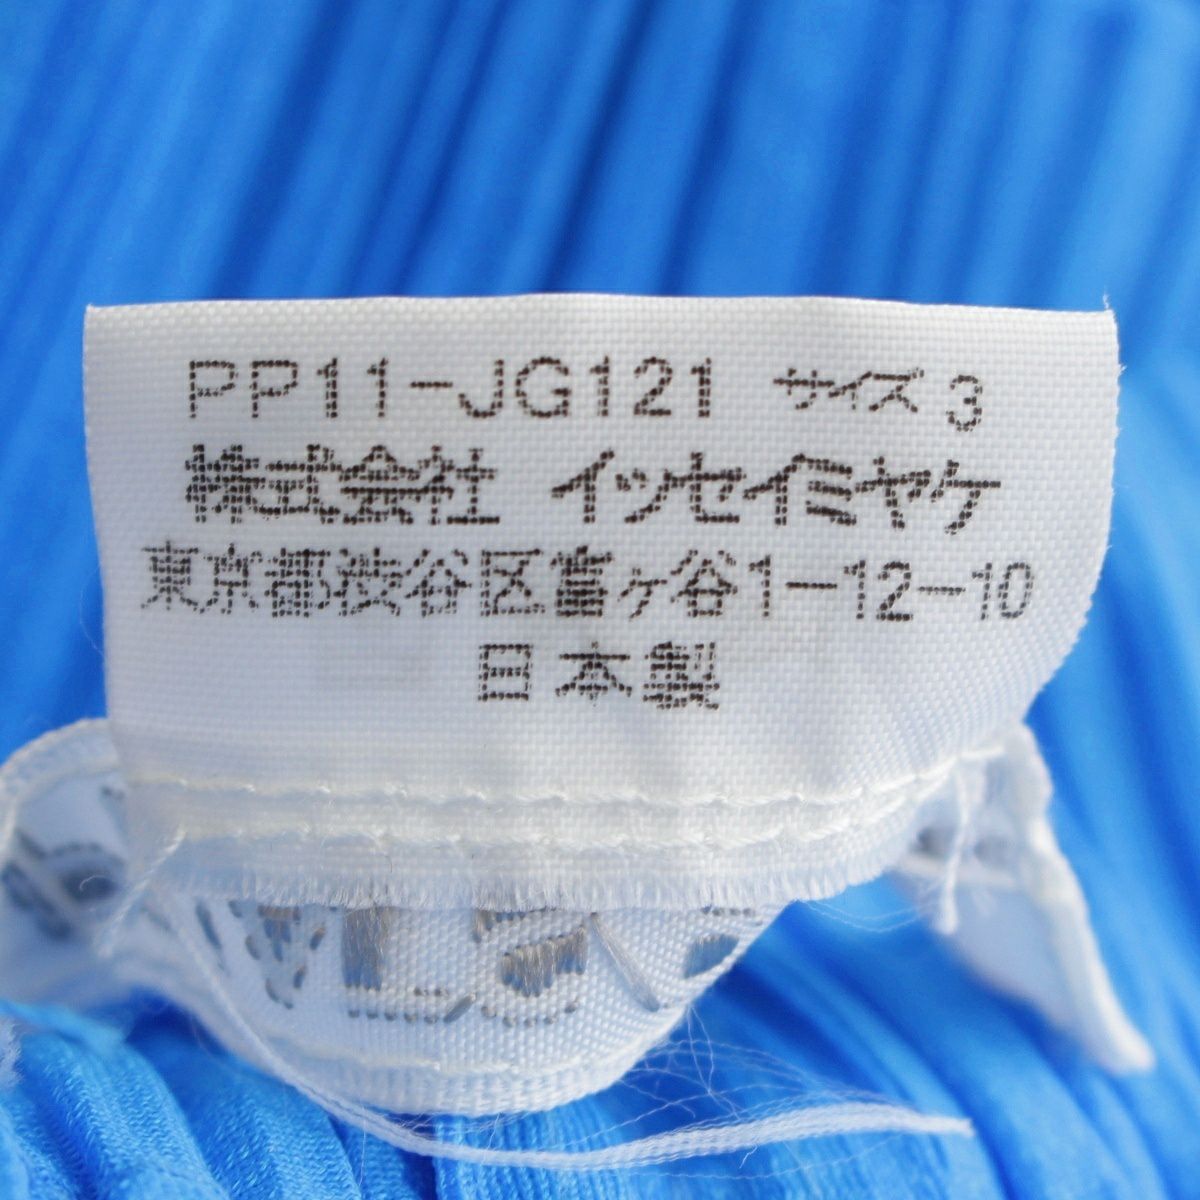 PP11-JG121 サイズ 3
株式会社 イッセイミヤケ
東京都渋谷区富ヶ谷1-12-10
日本製